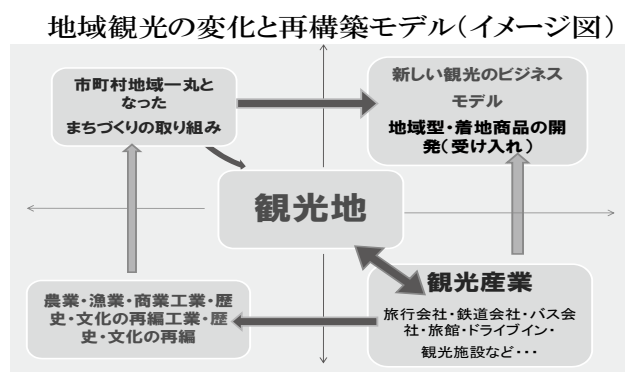 地域観光の変化と再構築モデル(イメージ図)
市町村地域一丸と
なった
まちづくりの取り組み
新しい観光のビジネス
モデル
地域型・着地商品の開
発(受け入れ)
観光地
農業・漁業・商業工業・歴
史・文化の再編工業・歴
史・文化の再編
観光産業
旅行会社・鉄道会社・バス会
社・旅館・ドライブイン・
観光施設など・・・